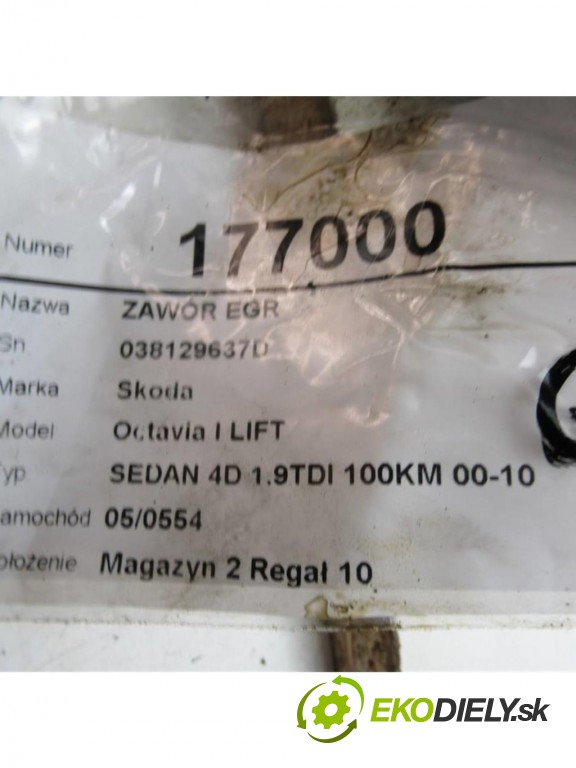 Numer 177000
Nazwa ZAWÓR EGR
Sn 038129637D
Marka Skoda
Model Octavia I LIFT
Typ SEDAN 4D 1.9TDI 100KM 00-10
amochód 05/0554
ołożenie Magazyn 2 Regał 10
EKODIELY.sk